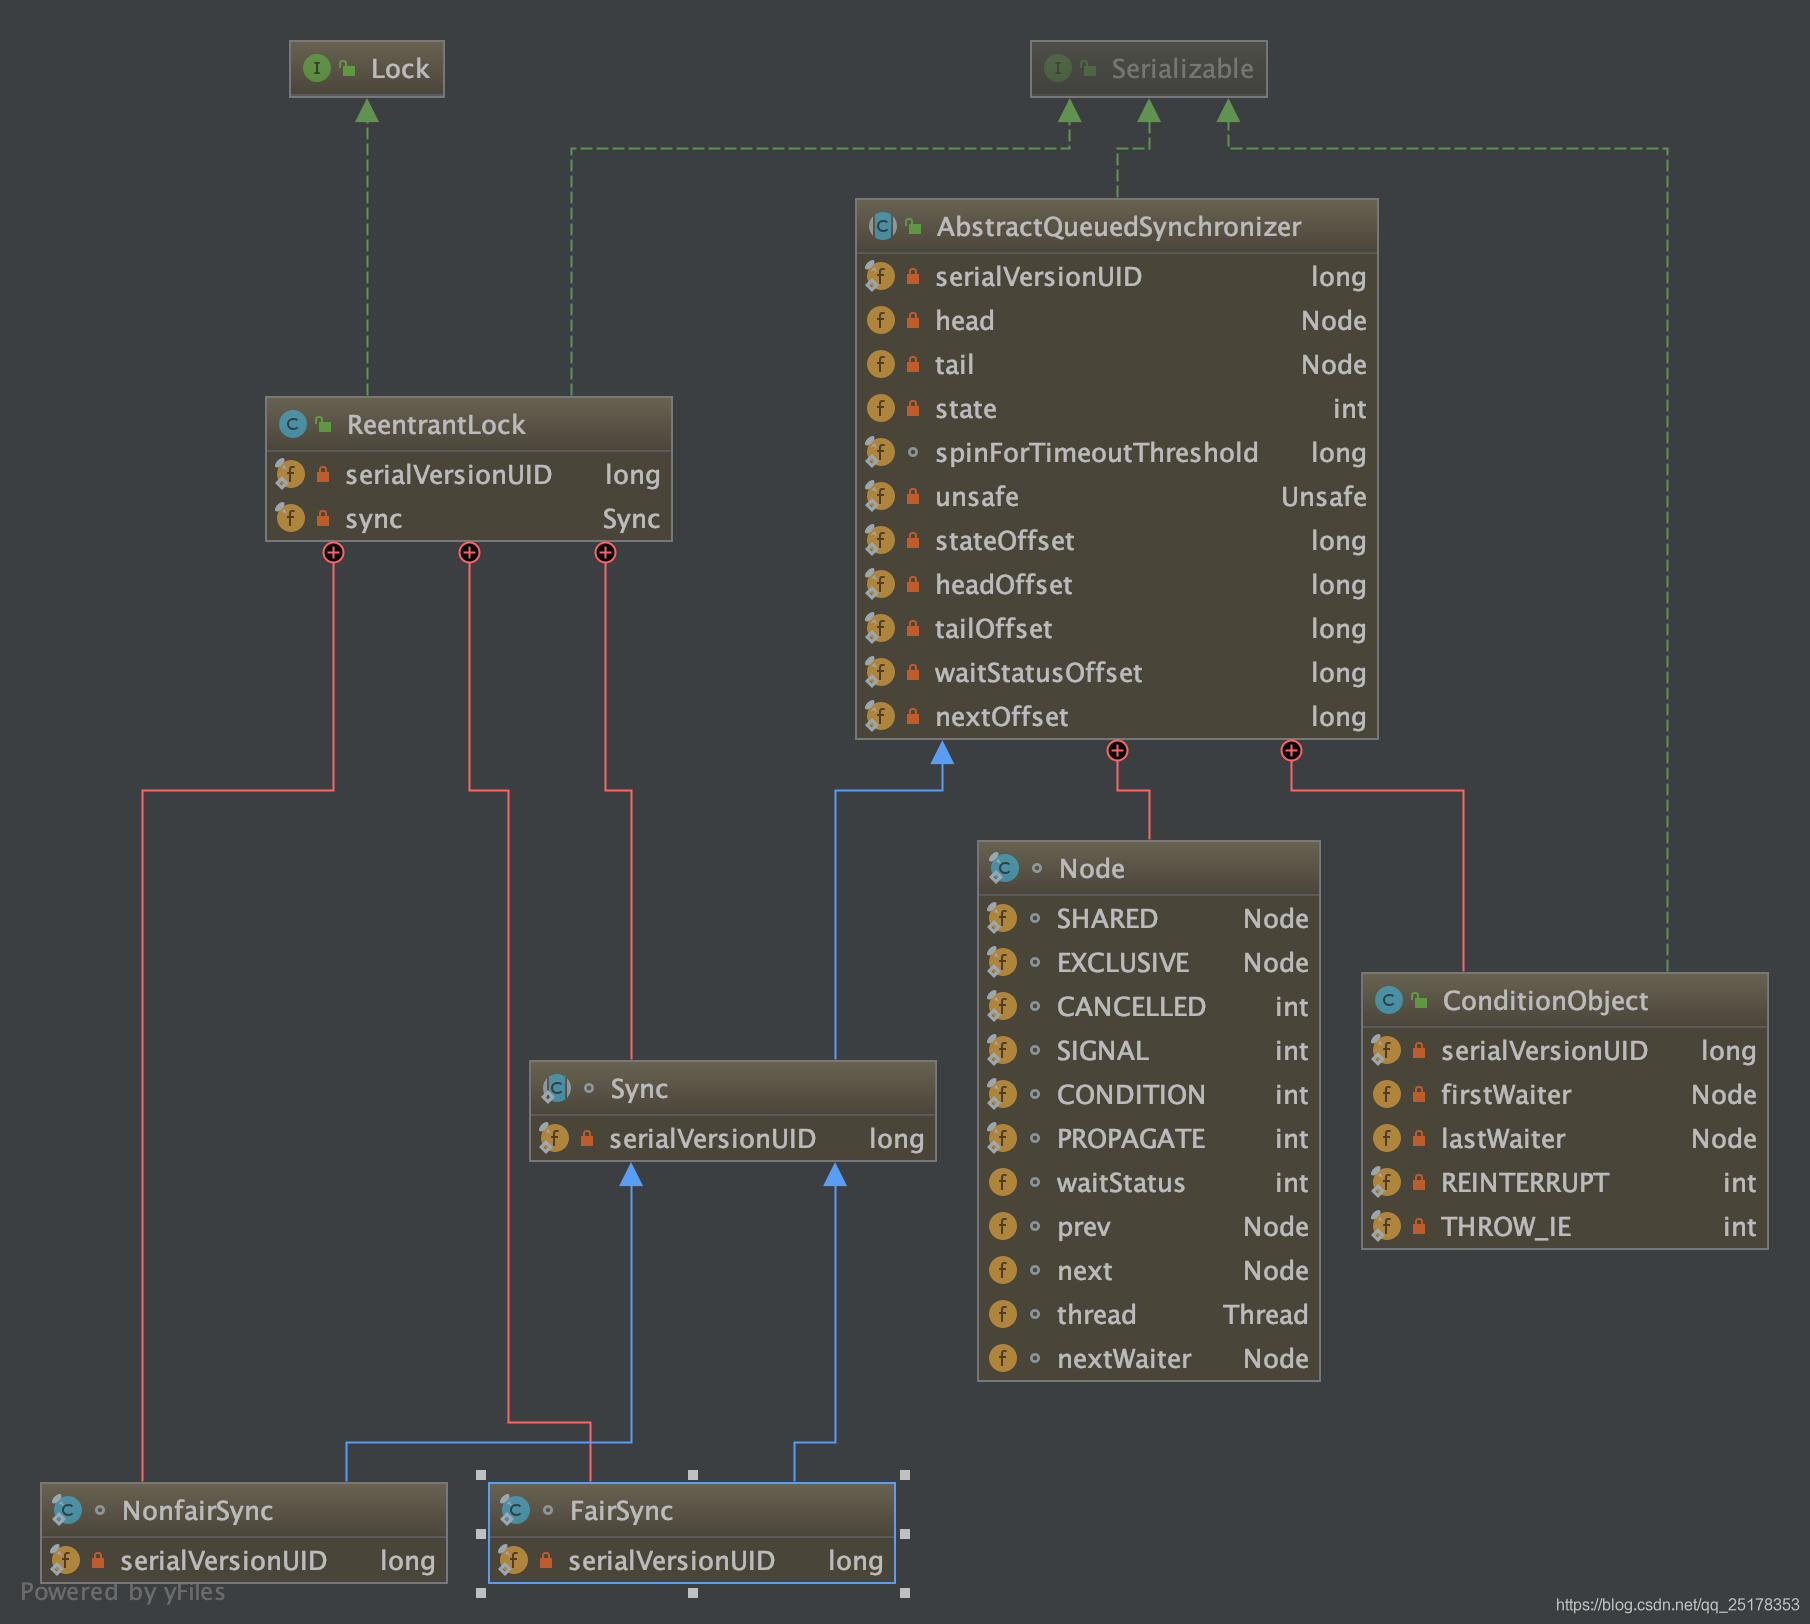 Lock
Serializable
AbstractQueuedSynchronizer
serialVersionUID long
head Node
tail Node
state int
spinForTimeoutThreshold long
unsafe Unsafe
stateOffset long
headOffset long
tailOffset long
waitStatusOffset long
nextOffset long
ReentrantLock
serialVersionUID long
sync Sync
Node
SHARED Node
EXCLUSIVE Node
CANCELLED int
SIGNAL int
CONDITION int
PROPAGATE int
waitStatus int
prev Node
next Node
thread Thread
nextWaiter Node
ConditionObject
serialVersionUID long
firstWaiter Node
lastWaiter Node
REINTERRUPT int
THROW_IE int
Sync
serialVersionUID long
NonfairSync
serialVersionUID long
FairSync
serialVersionUID long
Powered by yFiles
https://blog.csdn.net/qq_25178353